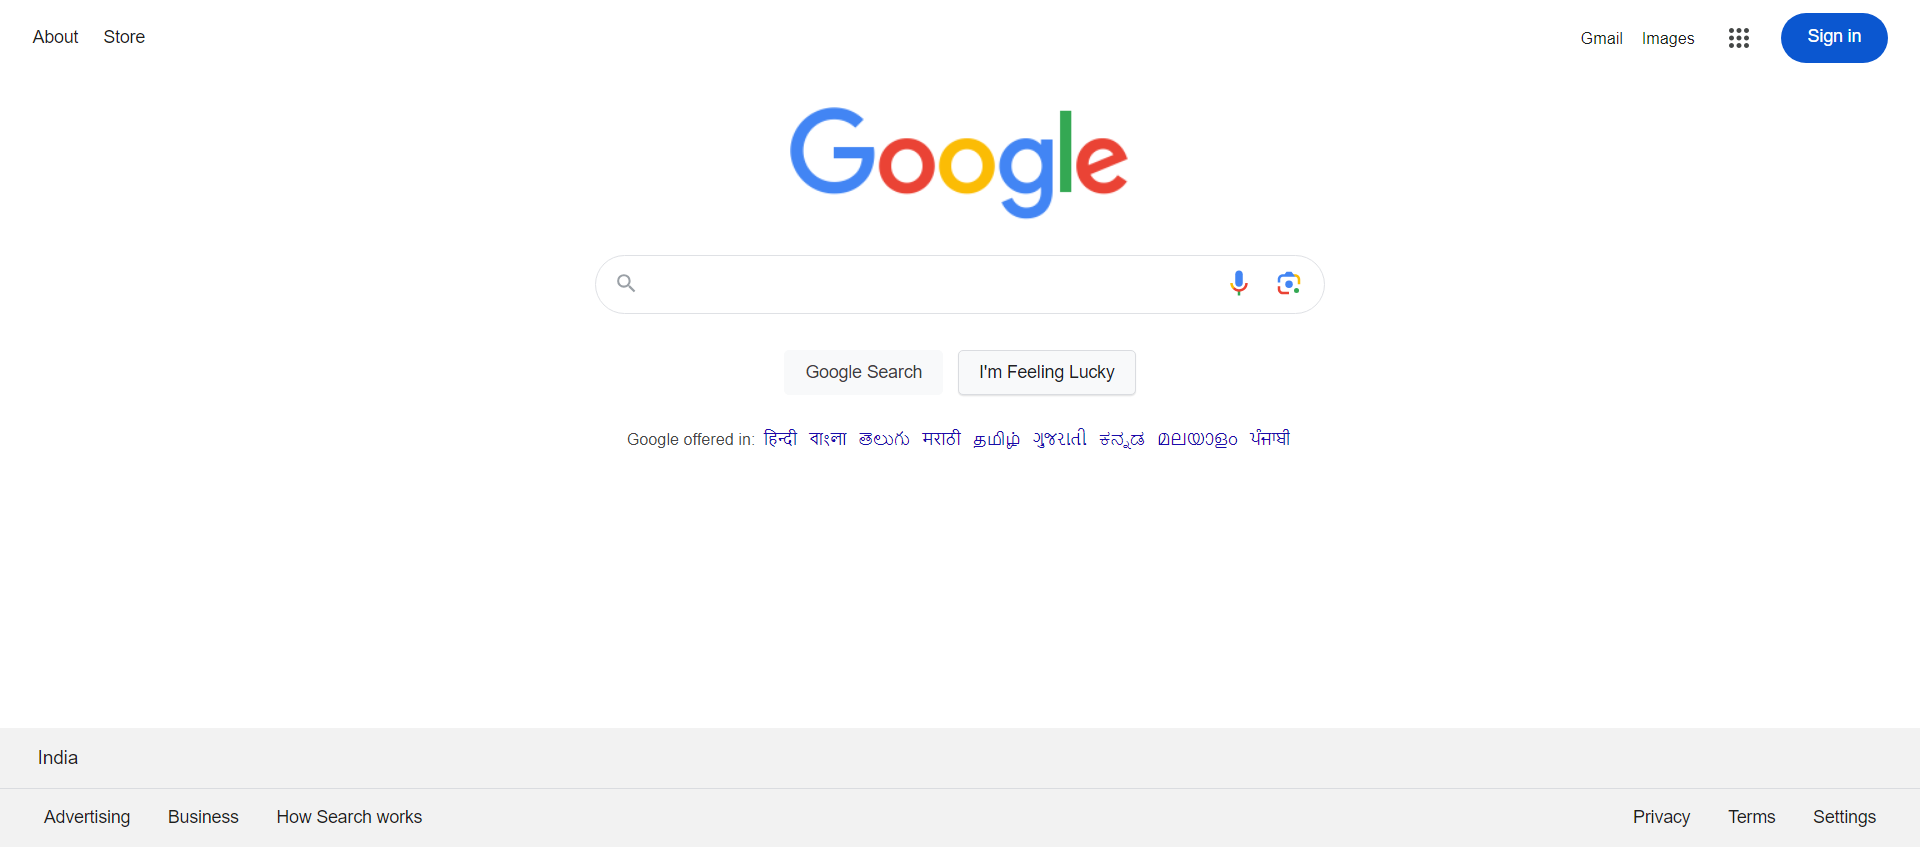 About Store Gmail Images Sign in
Google
Google Search I'm Feeling Lucky
Google offered in: हिन्दी বাংলা తెలుగు मराठी தமிழ் ગુજરાતી ಕನ್ನಡ മലയാളം ਪੰਜਾਬੀ
India
Advertising Business How Search works Privacy Terms Settings